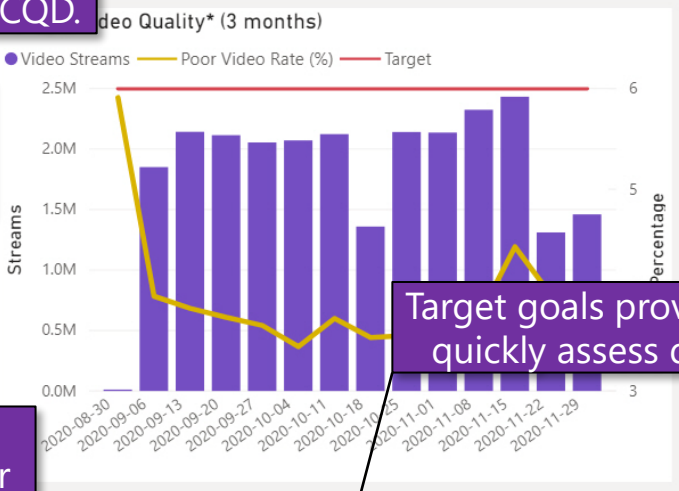 CQD.
deo Quality* (3 months)
Video Streams Poor Video Rate (%) Target
2.5M
2.0M
1.5M
1.0M
0.5M
0.0M
Streams
6
5
3
Percentage
Target goals prov
quickly assess
2020-08-30
2020-09-06
2020-09-13
2020-09-20
2020-09-27
2020-10-04
2020-10-11
2020-10-18
2020-10-25
2020-11-01
2020-11-08
2020-11-15
2020-11-22
2020-11-29
r